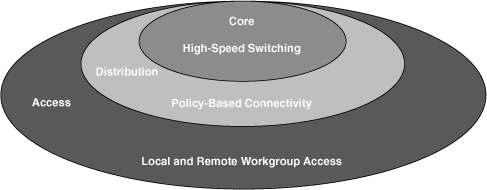 Core
High-Speed Switching
Distribution
Policy-Based Connectivity
Access
Local and Remote Workgroup Access